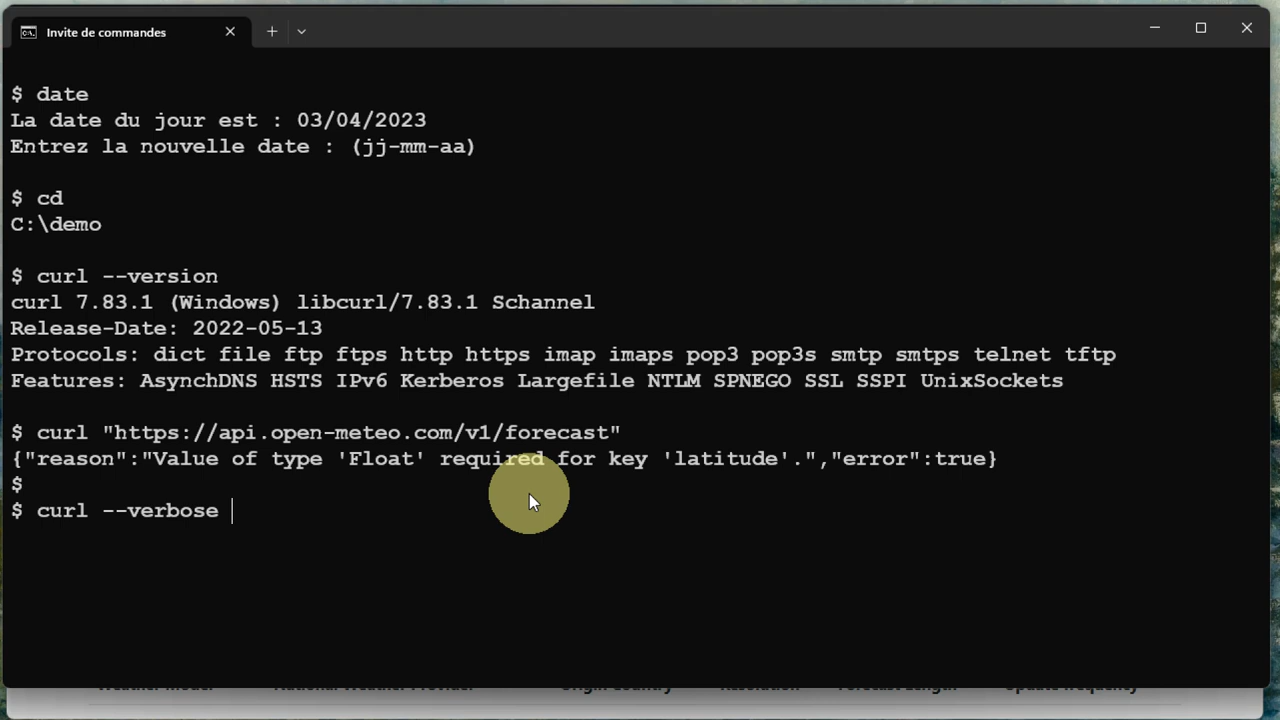 Invite de commandes
$ date
La date du jour est : 03/04/2023
Entrez la nouvelle date : (jj-mm-aa)
$ cd
C:\demo
$ curl --version
curl 7.83.1 (Windows) libcurl/7.83.1 Schannel
Release-Date: 2022-05-13
Protocols: dict file ftp ftps http https imap imaps pop3 pop3s smtp smtps telnet tftp
Features: AsynchDNS HSTS IPv6 Kerberos Largefile NTLM SPNEGO SSL SSPI UnixSockets
$ curl "https://api.open-meteo.com/v1/forecast"
{"reason":"Value of type 'Float' required for key 'latitude'.","error":true}
$
$ curl --verbose